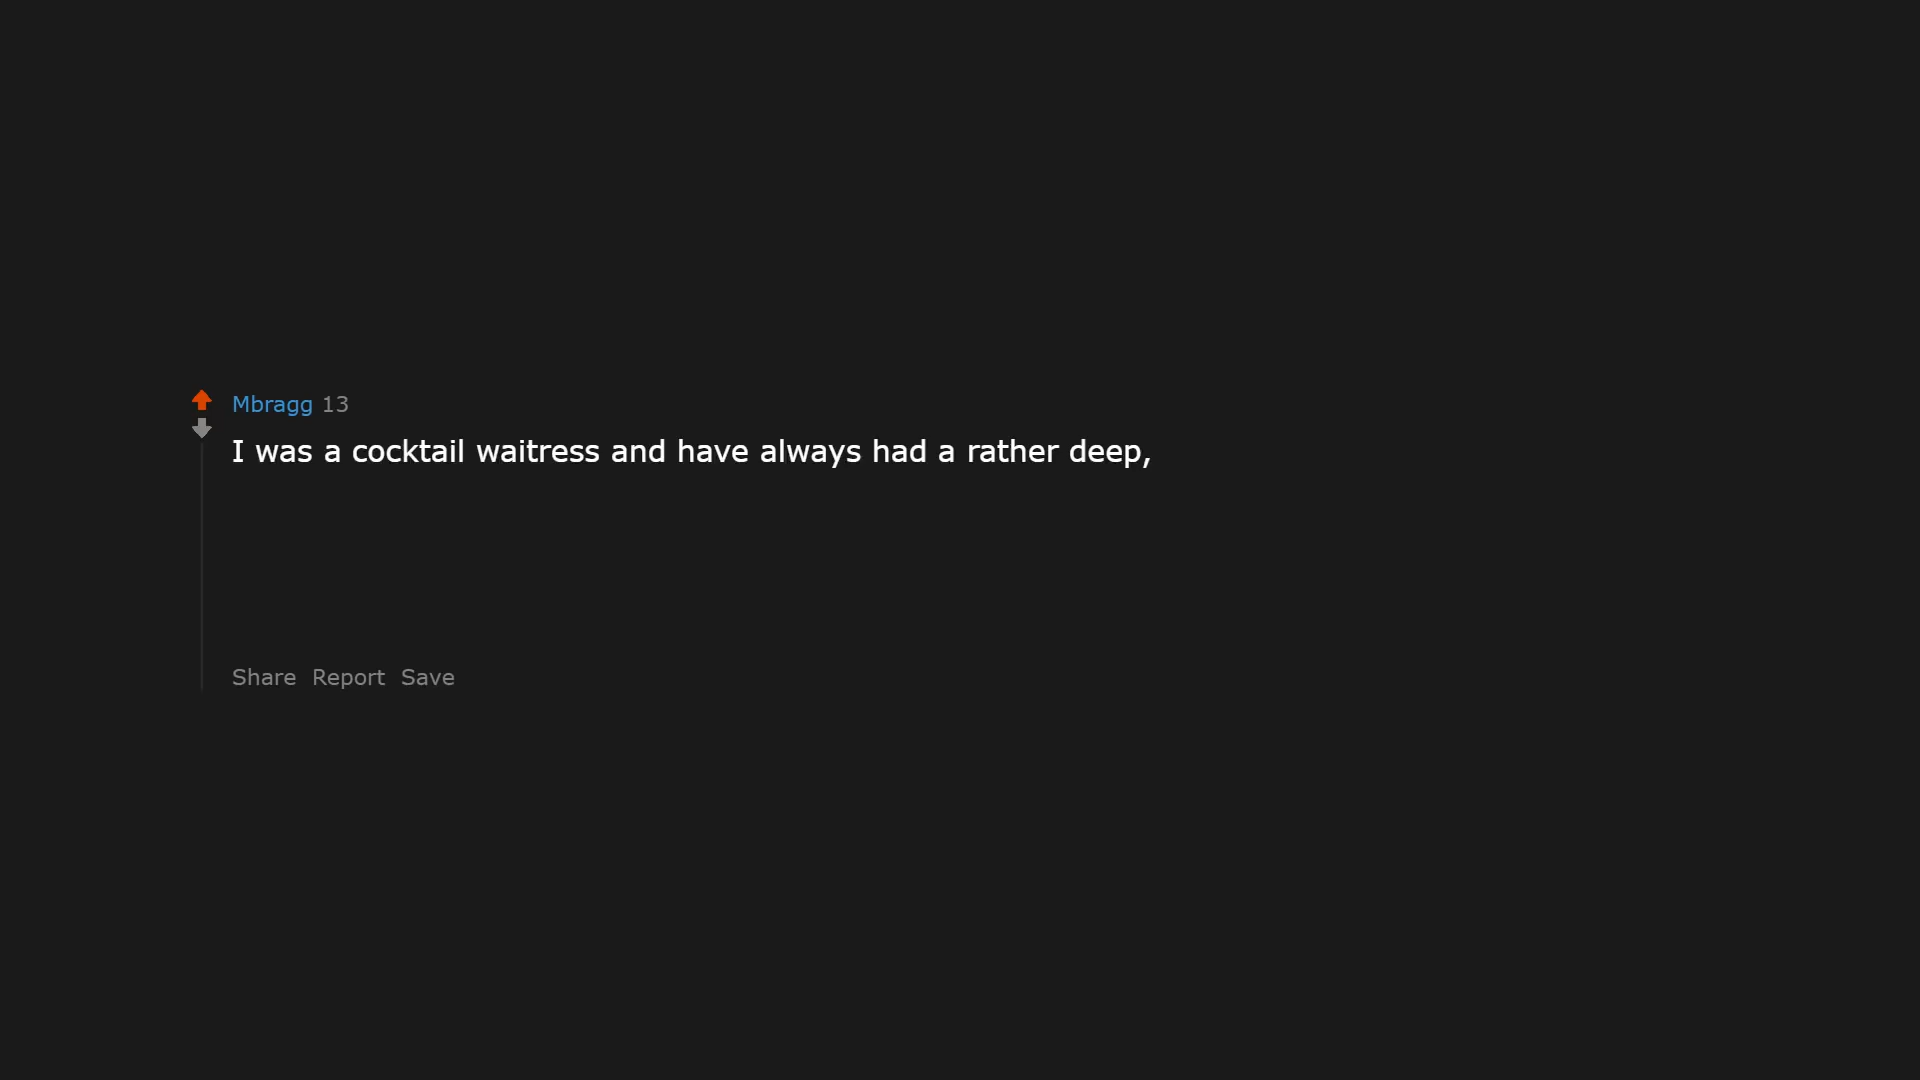 Mbragg 13
I was a cocktail waitress and have always had a rather deep,
Share Report Save